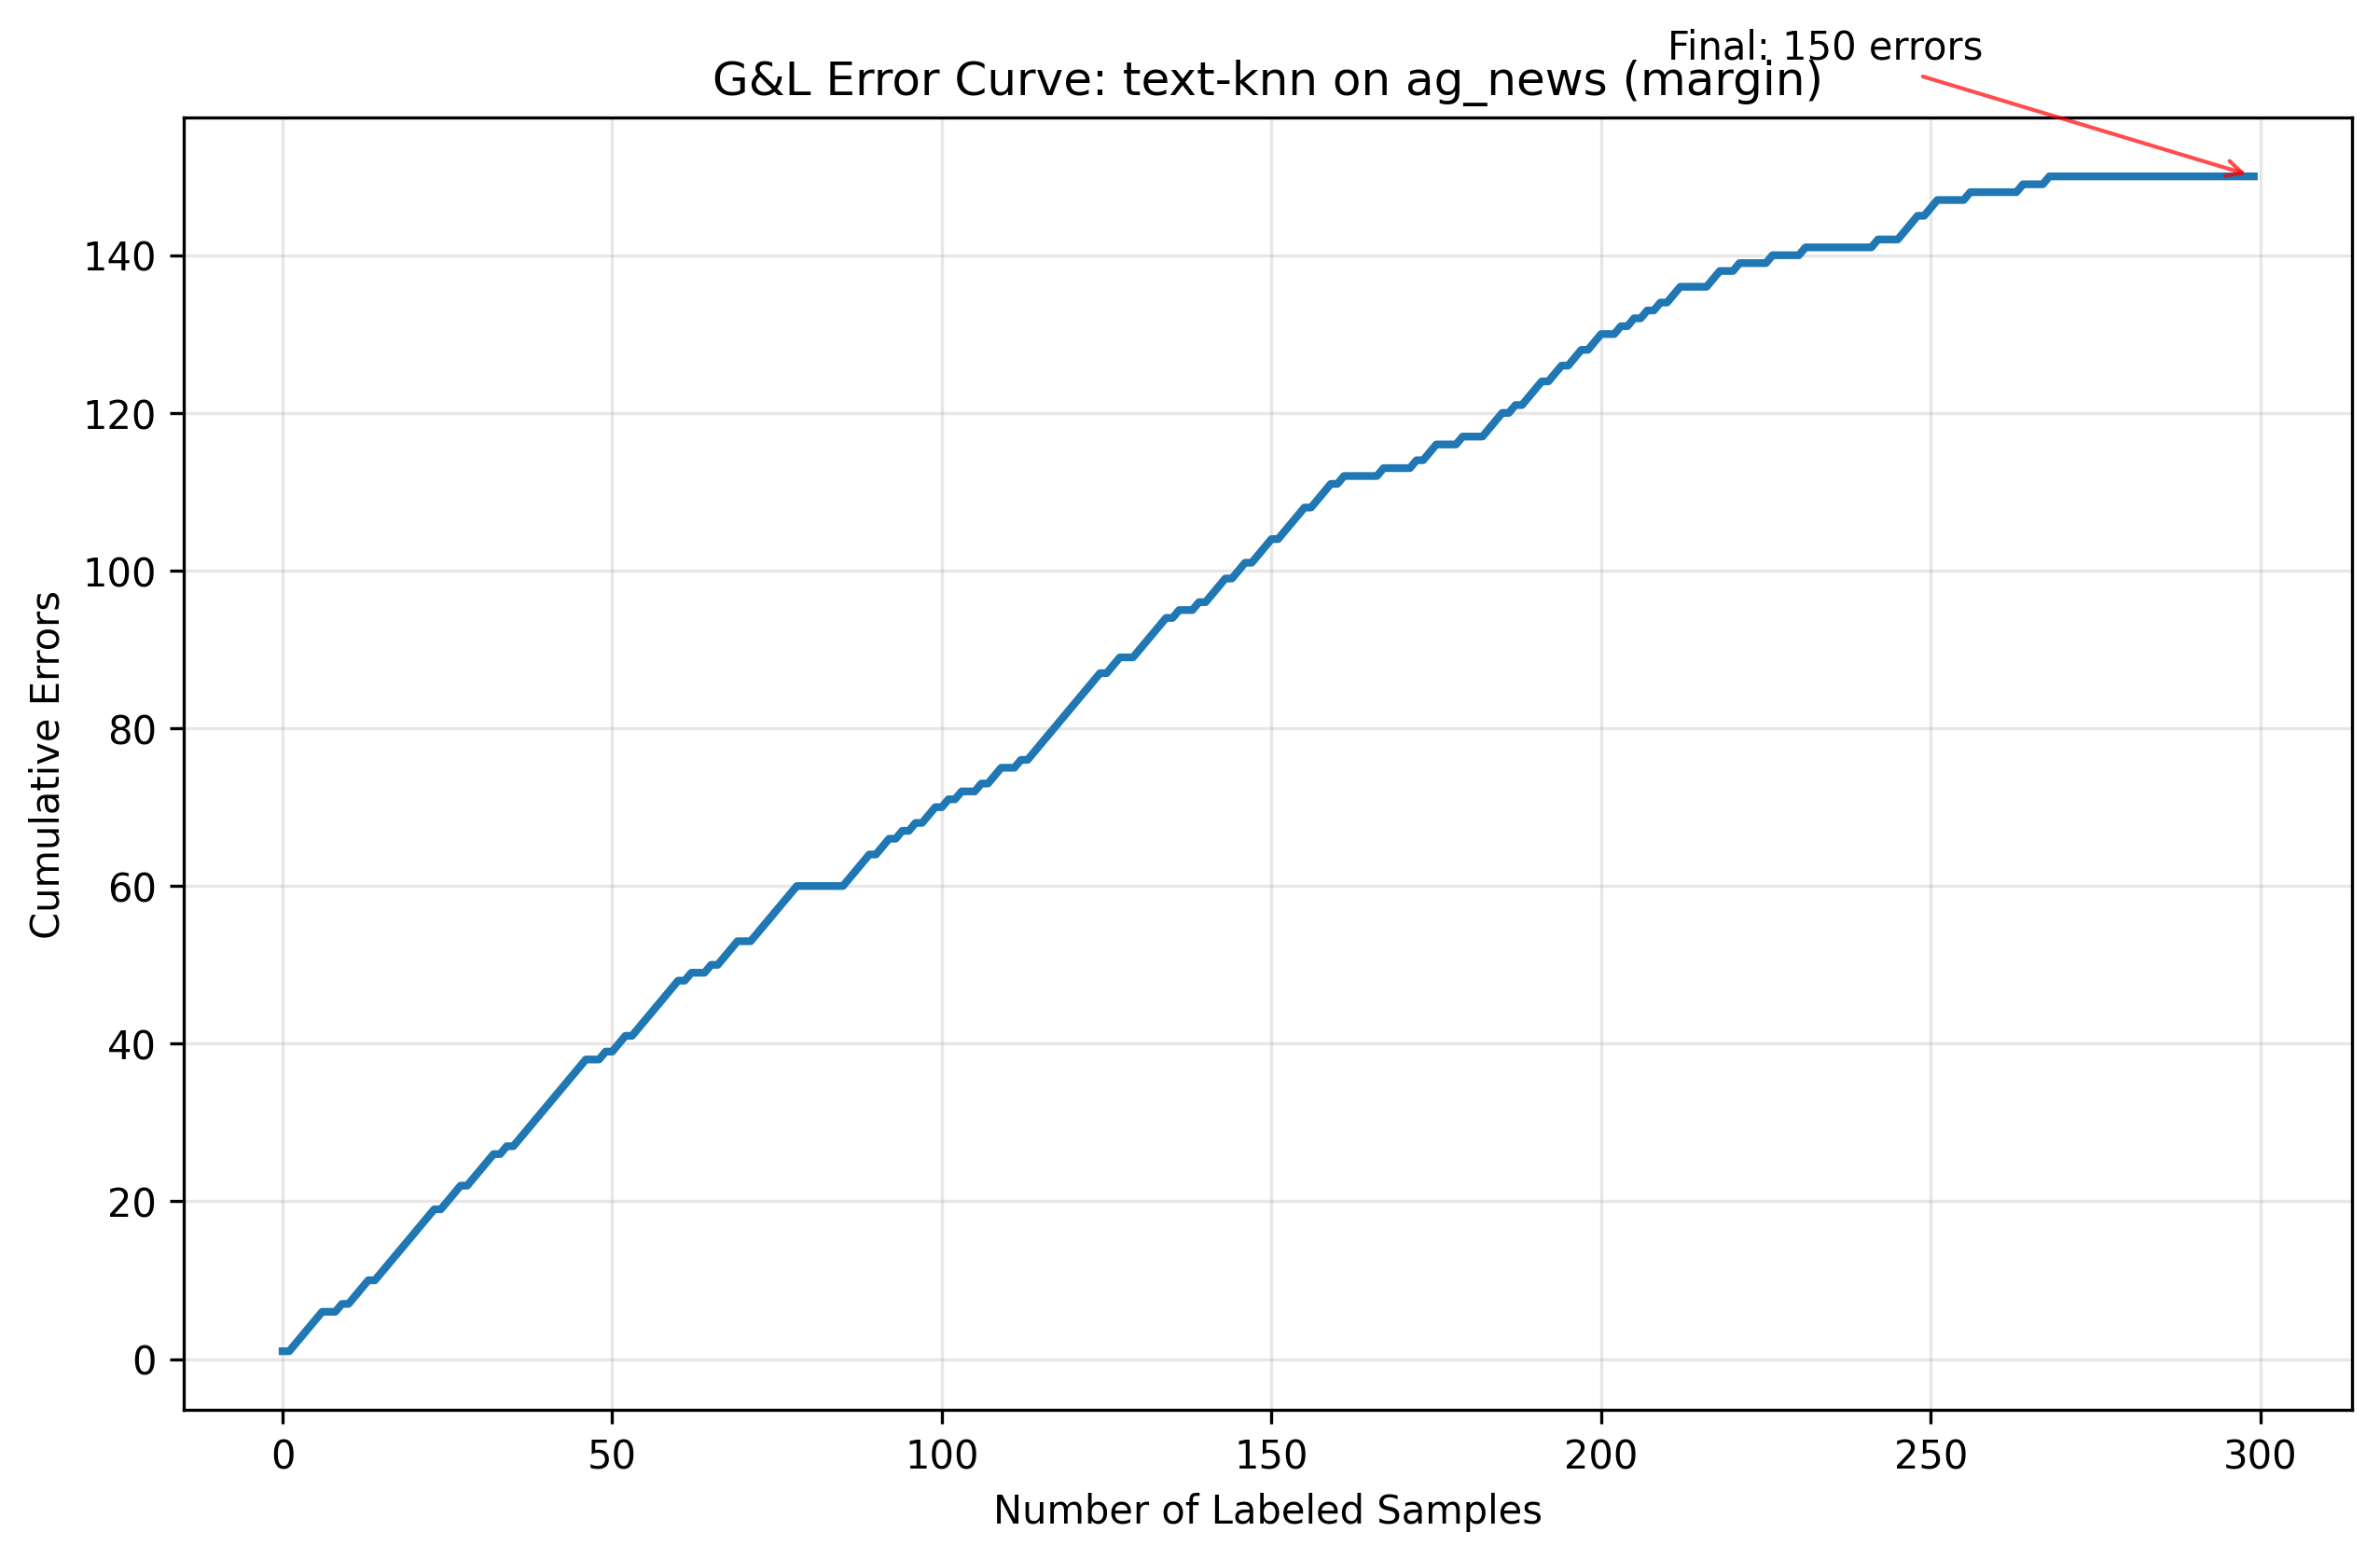 Final: 150 errors
G&L Error Curve: text-knn on ag_news (margin)
Cumulative Errors
140
120
100
80
60
40
20
0
0 50 100 150 200 250 300
Number of Labeled Samples